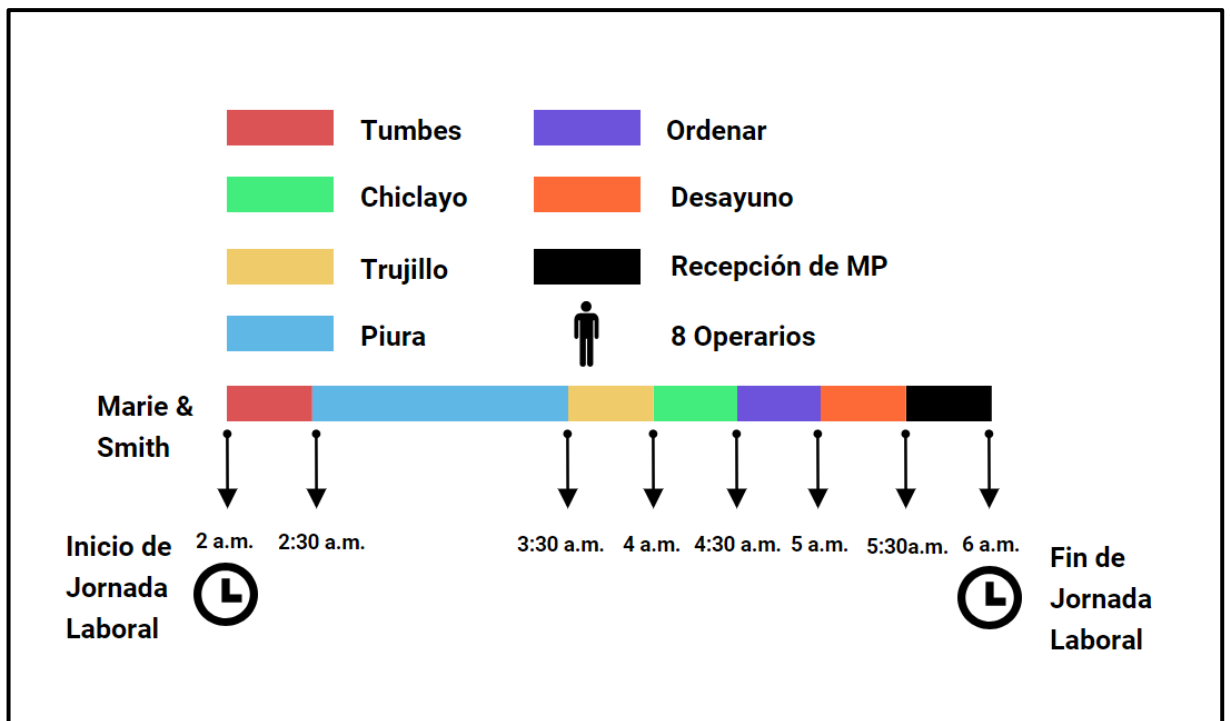 Tumbes
Ordenar
Chiclayo
Desayuno
Trujillo
Recepción de MP
Piura
8 Operarios
Marie &
Smith
Inicio de
Jornada
Laboral
2 a.m.
2:30 a.m.
3:30 a.m.
4 a.m.
4:30 a.m.
5 a.m.
5:30a.m.
6 a.m.
Fin de
Jornada
Laboral